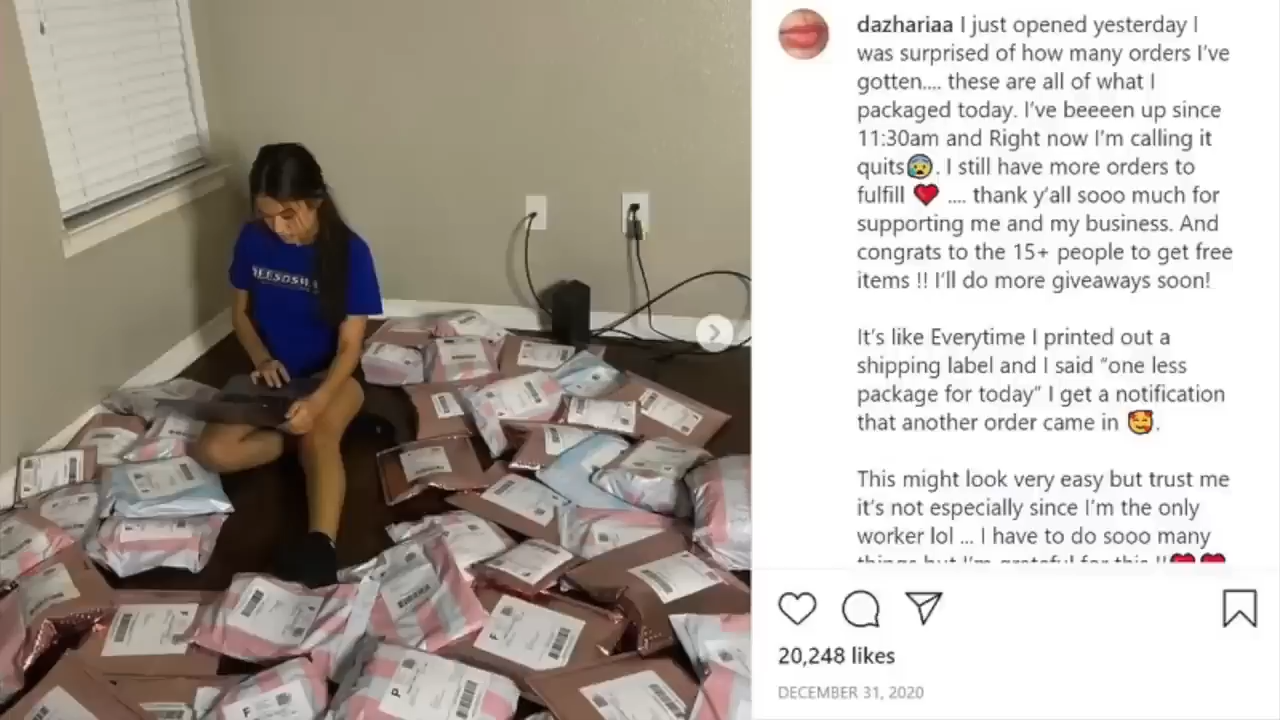 dazhariaa I just opened yesterday I
was surprised of how many orders I've
gotten.... these are all of what I
packaged today. I've beeeen up since
11:30am and Right now I'm calling it
quits😰. I still have more orders to
fulfill ❤️ .... thank y'all sooo much for
supporting me and my business. And
congrats to the 15+ people to get free
items !! I'll do more giveaways soon!
It's like Everytime I printed out a
shipping label and I said "one less
package for today" I get a notification
that another order came in 🥰.
This might look very easy but trust me
it's not especially since I'm the only
worker lol ... I have to do sooo many
things but I'm grateful for this !!❤️❤️
20,248 likes
DECEMBER 31, 2020